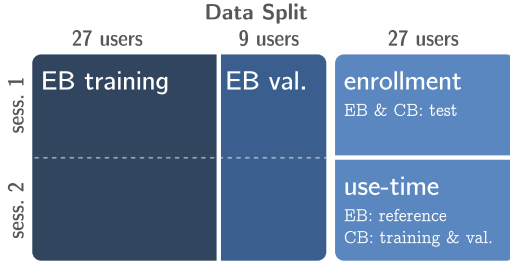 Data Split
27 users
9 users
27 users
sess. 1
EB training
EB val.
enrollment
EB & CB: test
sess. 2
use-time
EB: reference
CB: training & val.